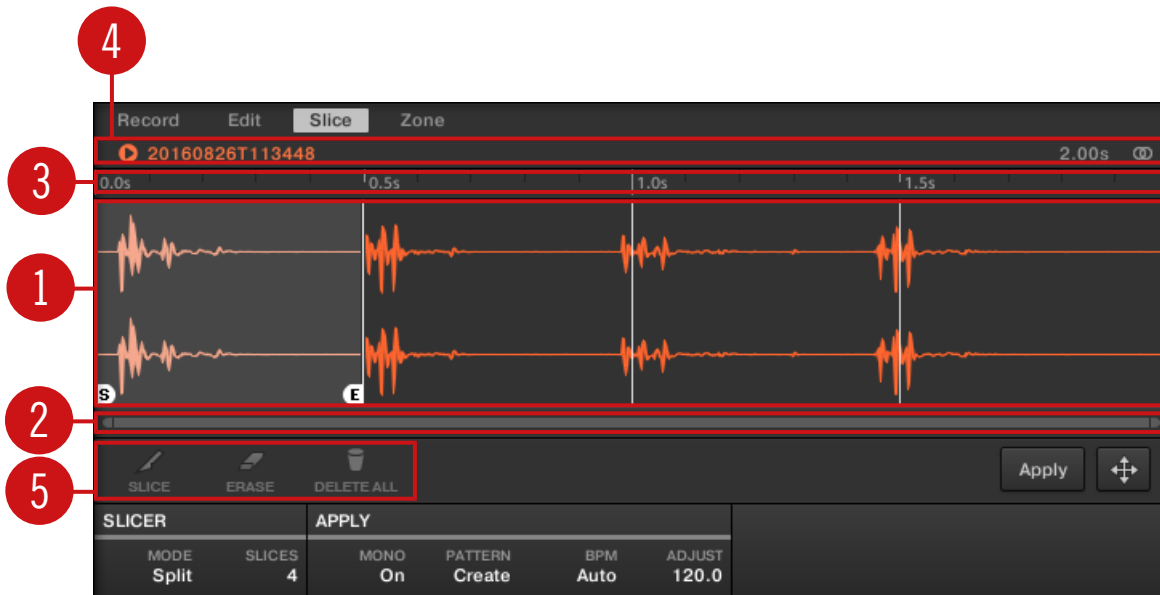 4
Record Edit Slice Zone
20160826T113448 2.00s
3
0.0s 0.5s 1.0s 1.5s
1
S E
2
5
SLICE ERASE DELETE ALL Apply
SLICER APPLY
MODE SLICES MONO PATTERN BPM ADJUST
Split 4 On Create Auto 120.0